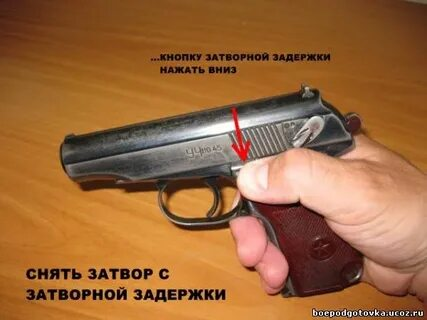 ...КНОПКУ ЗАТВОРНОЙ ЗАДЕРЖКИ
НАЖАТЬ ВНИЗ
СНЯТЬ ЗАТВОР С
ЗАТВОРНОЙ ЗАДЕРЖКИ
boepodgotovka.ucoz.ru